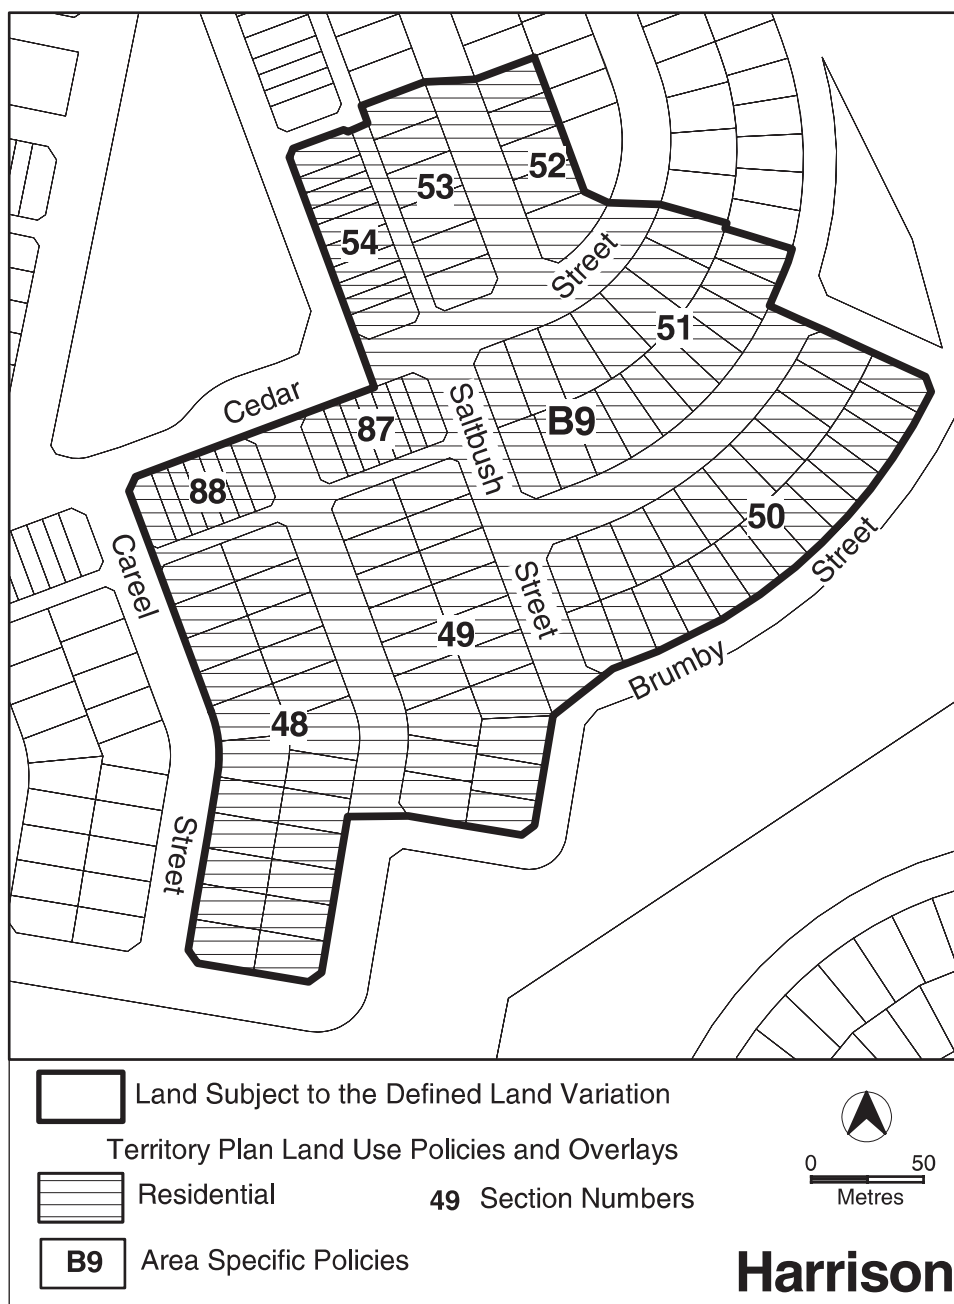 52
53
54
Street
51
Cedar
87
Saltbush
B9
88
50
Careel
Street
Street
49
Brumby
48
Street
Land Subject to the Defined Land Variation
Territory Plan Land Use Policies and Overlays
0 50
Metres
Residential
49 Section Numbers
B9 Area Specific Policies
Harrison